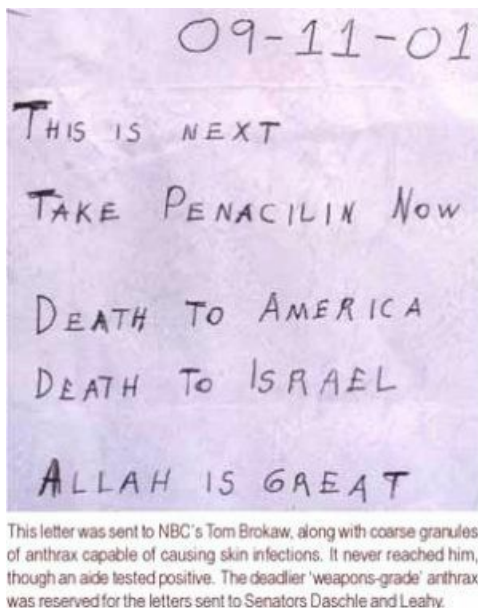 09-11-01
THIS IS NEXT
TAKE PENACILIN NOW
DEATH TO AMERICA
DEATH TO ISRAEL
ALLAH IS GREAT
This letter was sent to NBC's Tom Brokaw, along with coarse granules
of anthrax capable of causing skin infections. It never reached him,
though an aide tested positive. The deadlier 'weapons-grade' anthrax
was reserved for the letters sent to Senators Daschle and Leahy.